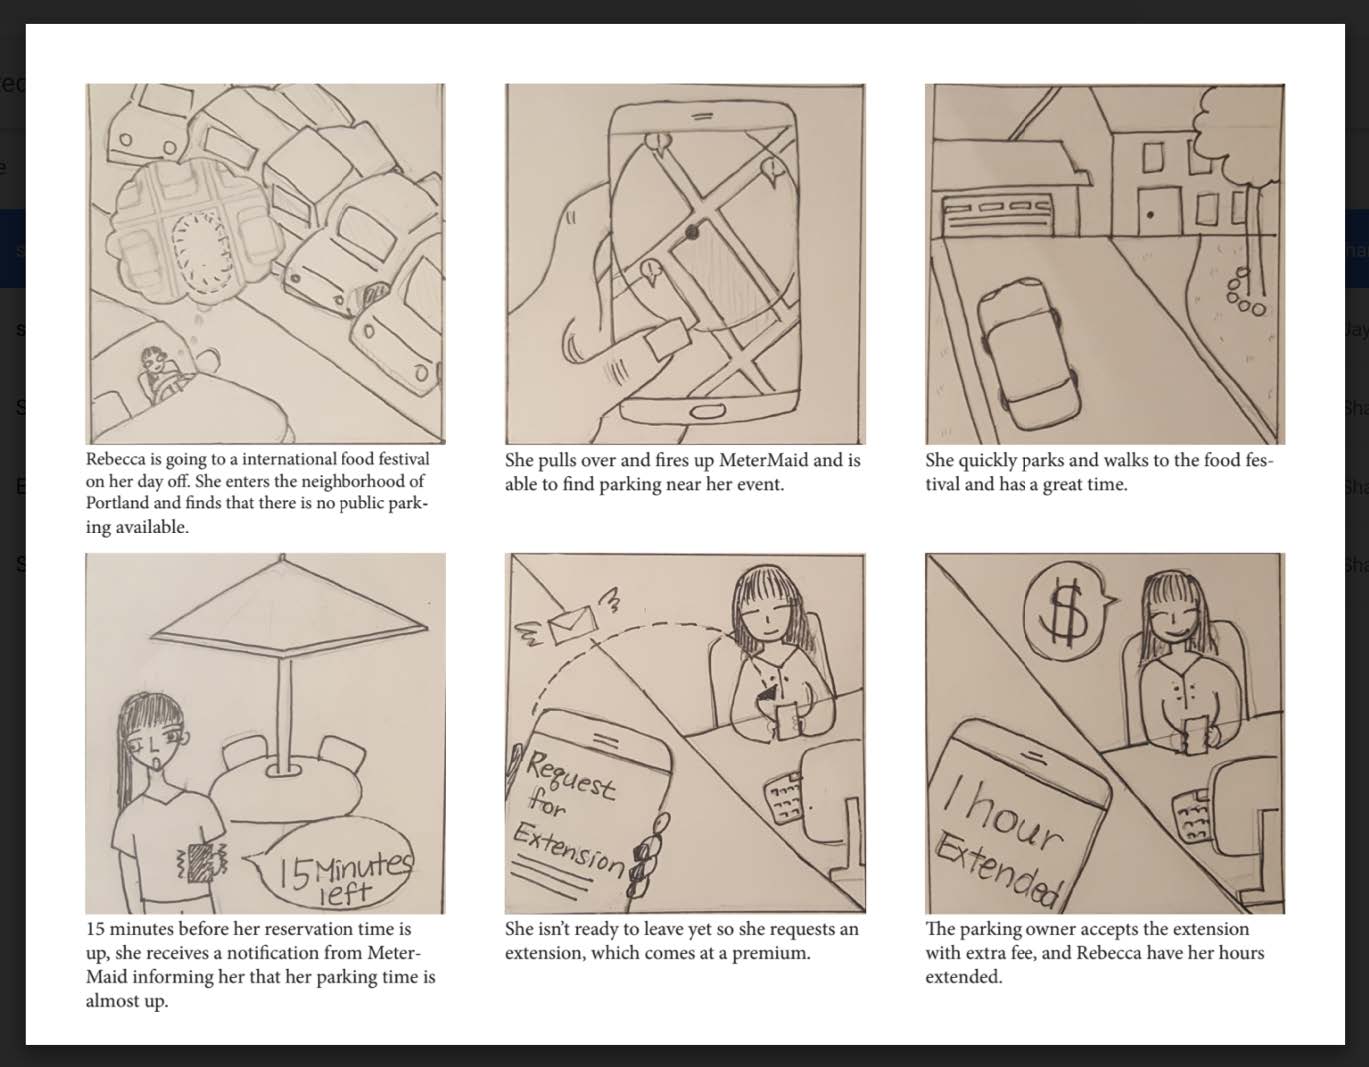 Rebecca is going to a international food festival
on her day off. She enters the neighborhood of
Portland and finds that there is no public park-
ing available.
She pulls over and fires up MeterMaid and is
able to find parking near her event.
She quickly parks and walks to the food fes-
tival and has a great time.
15 Minutes
left
15 minutes before her reservation time is
up, she receives a notification from Meter-
Maid informing her that her parking time is
almost up.
Request
for
Extension
She isn't ready to leave yet so she requests an
extension, which comes at a premium.
$
1 hour
Extended
The parking owner accepts the extension
with extra fee, and Rebecca have her hours
extended.